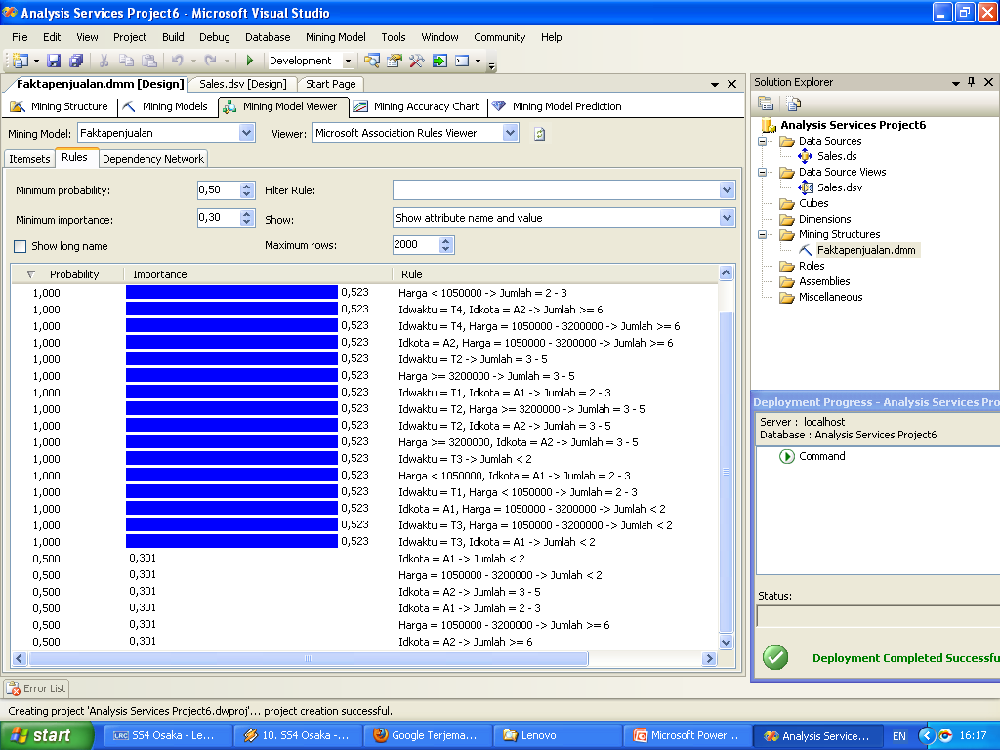 Analysis Services Project6 - Microsoft Visual Studio
File Edit View Project Build Debug Database Mining Model Tools Window Community Help
Development
Faktapenjualan.dmm [Design] Sales.dsv [Design] Start Page
Mining Structure Mining Models Mining Model Viewer Mining Accuracy Chart Mining Model Prediction
Mining Model: Faktapenjualan Viewer: Microsoft Association Rules Viewer
Itemsets Rules Dependency Network
Minimum probability: 0,50 Filter Rule:
Minimum importance: 0,30 Show: Show attribute name and value
Show long name Maximum rows: 2000
Probability Importance Rule
1,000 0,523 Harga < 1050000 -> Jumlah = 2 - 3
1,000 0,523 Idwaktu = T4, Idkota = A2 -> Jumlah >= 6
1,000 0,523 Idwaktu = T4, Harga = 1050000 - 3200000 -> Jumlah >= 6
1,000 0,523 Idkota = A2, Harga = 1050000 - 3200000 -> Jumlah >= 6
1,000 0,523 Idwaktu = T2 -> Jumlah = 3 - 5
1,000 0,523 Harga >= 3200000 -> Jumlah = 3 - 5
1,000 0,523 Idwaktu = T1, Idkota = A1 -> Jumlah = 2 - 3
1,000 0,523 Idwaktu = T2, Harga >= 3200000 -> Jumlah = 3 - 5
1,000 0,523 Idwaktu = T2, Idkota = A2 -> Jumlah = 3 - 5
1,000 0,523 Harga >= 3200000, Idkota = A2 -> Jumlah = 3 - 5
1,000 0,523 Idwaktu = T3 -> Jumlah < 2
1,000 0,523 Harga < 1050000, Idkota = A1 -> Jumlah = 2 - 3
1,000 0,523 Idwaktu = T1, Harga < 1050000 -> Jumlah = 2 - 3
1,000 0,523 Idkota = A1, Harga = 1050000 - 3200000 -> Jumlah < 2
1,000 0,523 Idwaktu = T3, Harga = 1050000 - 3200000 -> Jumlah < 2
1,000 0,523 Idwaktu = T3, Idkota = A1 -> Jumlah < 2
0,500 0,301 Idkota = A1 -> Jumlah < 2
0,500 0,301 Harga = 1050000 - 3200000 -> Jumlah < 2
0,500 0,301 Idkota = A2 -> Jumlah = 3 - 5
0,500 0,301 Idkota = A1 -> Jumlah = 2 - 3
0,500 0,301 Harga = 1050000 - 3200000 -> Jumlah >= 6
0,500 0,301 Idkota = A2 -> Jumlah >= 6
Solution Explorer
Analysis Services Project6
Data Sources
Sales.ds
Data Source Views
Sales.dsv
Cubes
Dimensions
Mining Structures
Faktapenjualan.dmm
Roles
Assemblies
Miscellaneous
Deployment Progress - Analysis Services Pro
Server : localhost
Database : Analysis Services Project6
Command
Status:
Deployment Completed Successfu
Error List
Creating project 'Analysis Services Project6.dwproj'... project creation successful.
start LRC SS4 Osaka - Le... 10. SS4 Osaka -... Google Terjema... Lenovo Microsoft Power... Analysis Service... EN 16:17